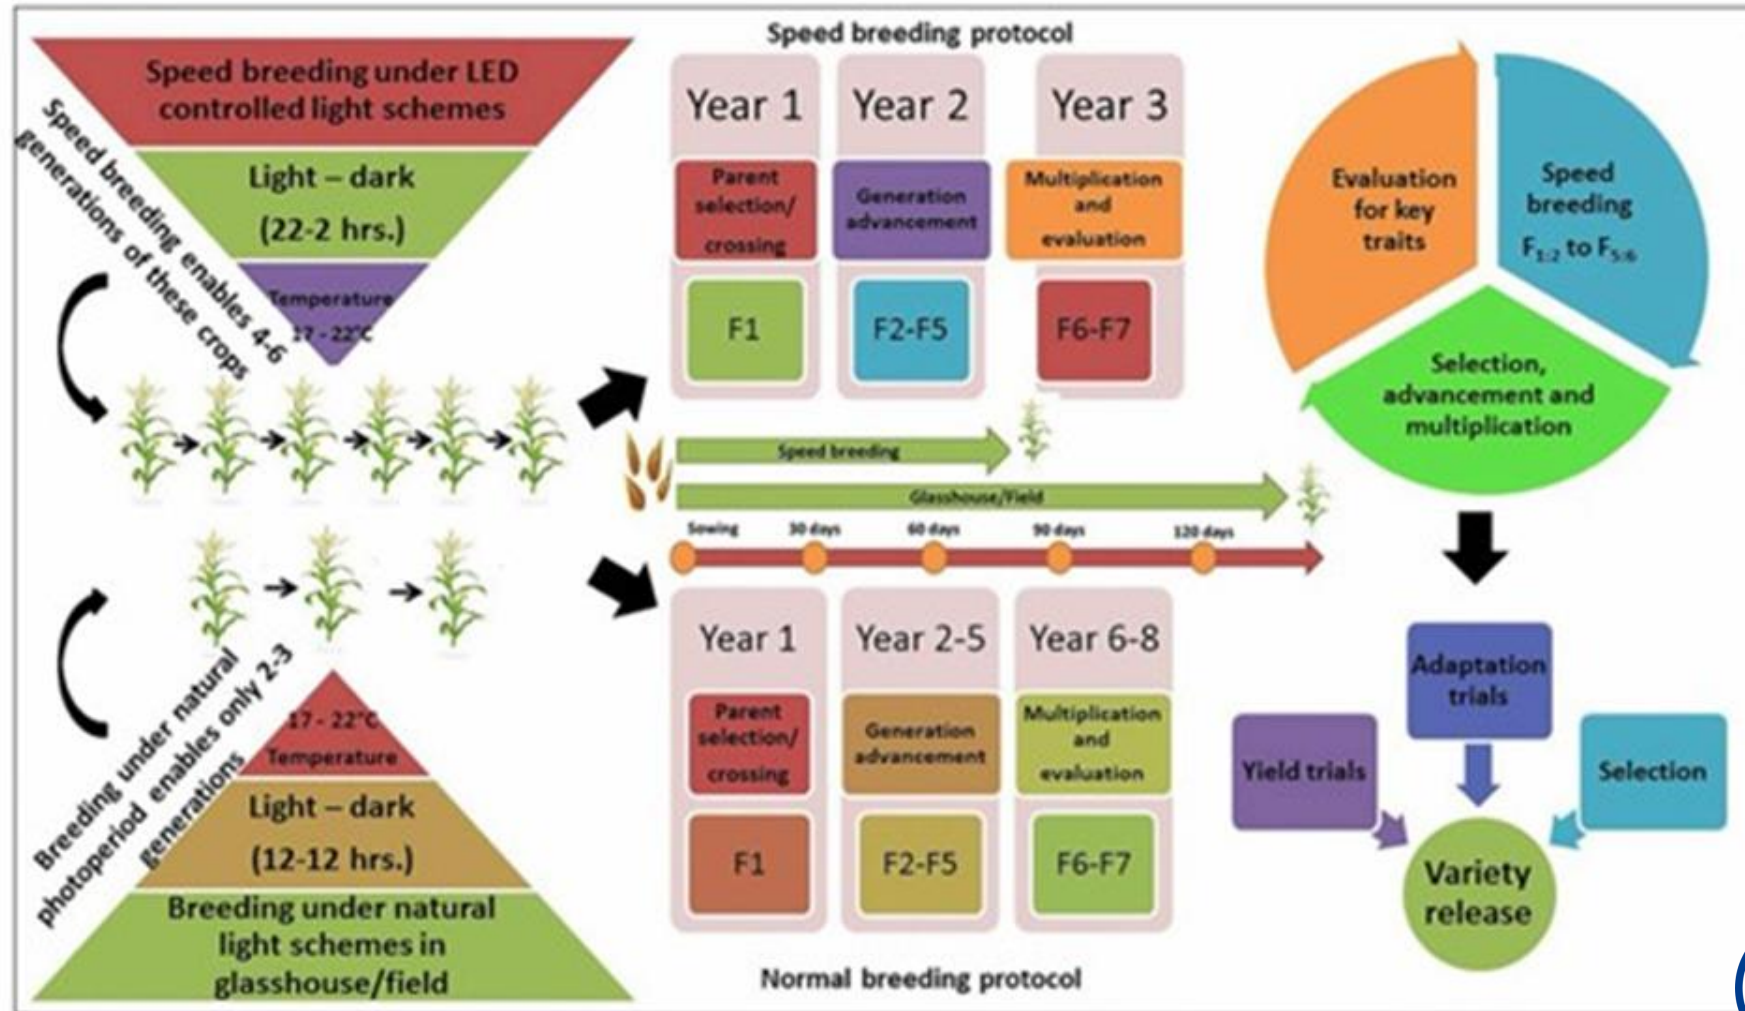 Speed breeding under LED
controlled light schemes
Light – dark
(22-2 hrs.)
Temperature
17 - 22°C
Speed breeding enables 4-6
generations of these crops
Breeding under natural
photoperiod enables only 2-3
generations
17 - 22°C
Temperature
Light – dark
(12-12 hrs.)
Breeding under natural
light schemes in
glasshouse/field
Speed breeding protocol
Year 1
Parent
selection/
crossing
F1
Year 2
Generation
advancement
F2-F5
Year 3
Multiplication
and
evaluation
F6-F7
Speed breeding
Glasshouse/Field
Sowing
30 days
60 days
90 days
120 days
Year 1
Parent
selection/
crossing
F1
Year 2-5
Generation
advancement
F2-F5
Year 6-8
Multiplication
and
evaluation
F6-F7
Normal breeding protocol
Evaluation
for key
traits
Speed
breeding
F1:2 to F5:6
Selection,
advancement and
multiplication
Adaptation
trials
Yield trials
Selection
Variety
release